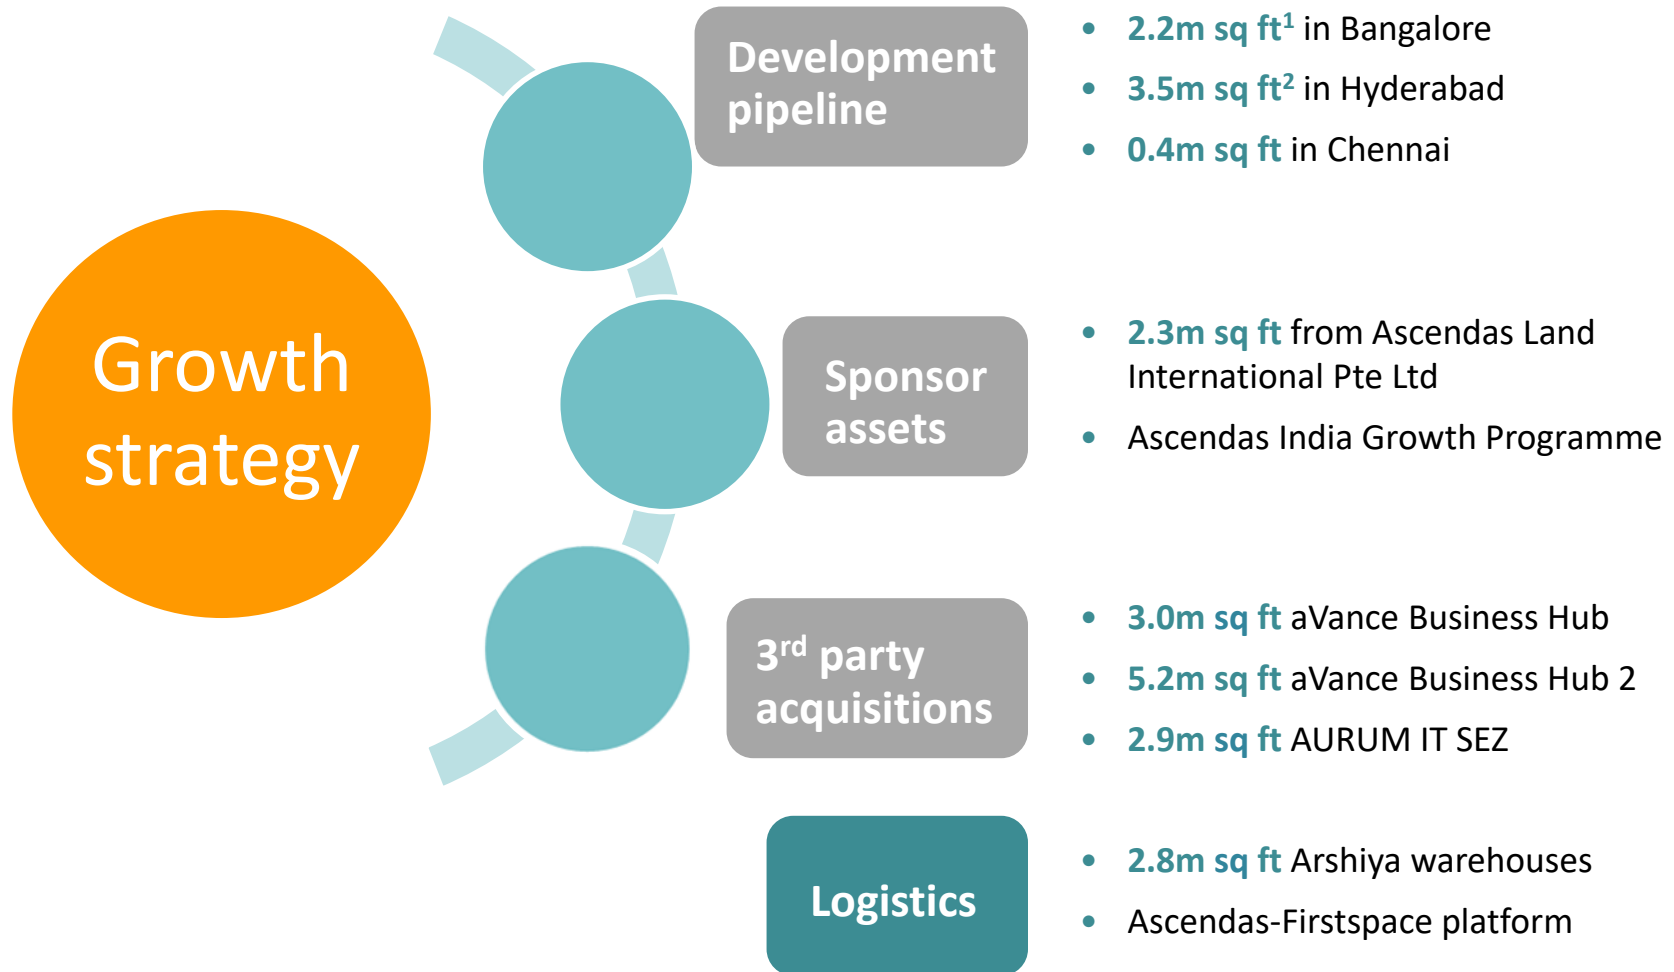 Growth
strategy
Development
pipeline
• 2.2m sq ft¹ in Bangalore
• 3.5m sq ft² in Hyderabad
• 0.4m sq ft in Chennai
Sponsor
assets
• 2.3m sq ft from Ascendas Land
International Pte Ltd
• Ascendas India Growth Programme
3rd party
acquisitions
• 3.0m sq ft aVance Business Hub
• 5.2m sq ft aVance Business Hub 2
• 2.9m sq ft AURUM IT SEZ
Logistics
• 2.8m sq ft Arshiya warehouses
• Ascendas-Firstspace platform